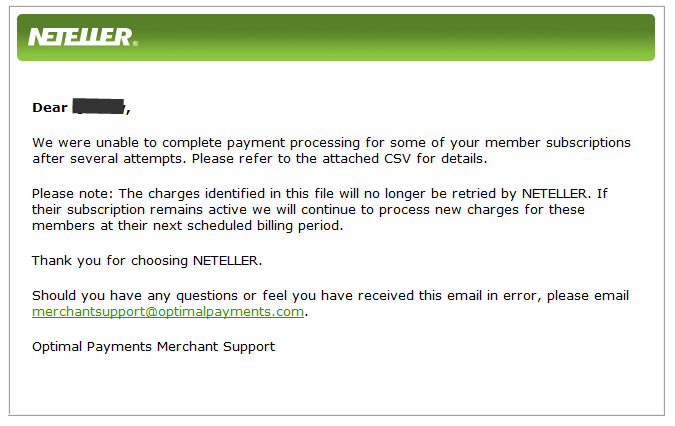 NETELLER®
Dear ,
We were unable to complete payment processing for some of your member subscriptions
after several attempts. Please refer to the attached CSV for details.
Please note: The charges identified in this file will no longer be retried by NETELLER. If
their subscription remains active we will continue to process new charges for these
members at their next scheduled billing period.
Thank you for choosing NETELLER.
Should you have any questions or feel you have received this email in error, please email
merchantsupport@optimalpayments.com.
Optimal Payments Merchant Support